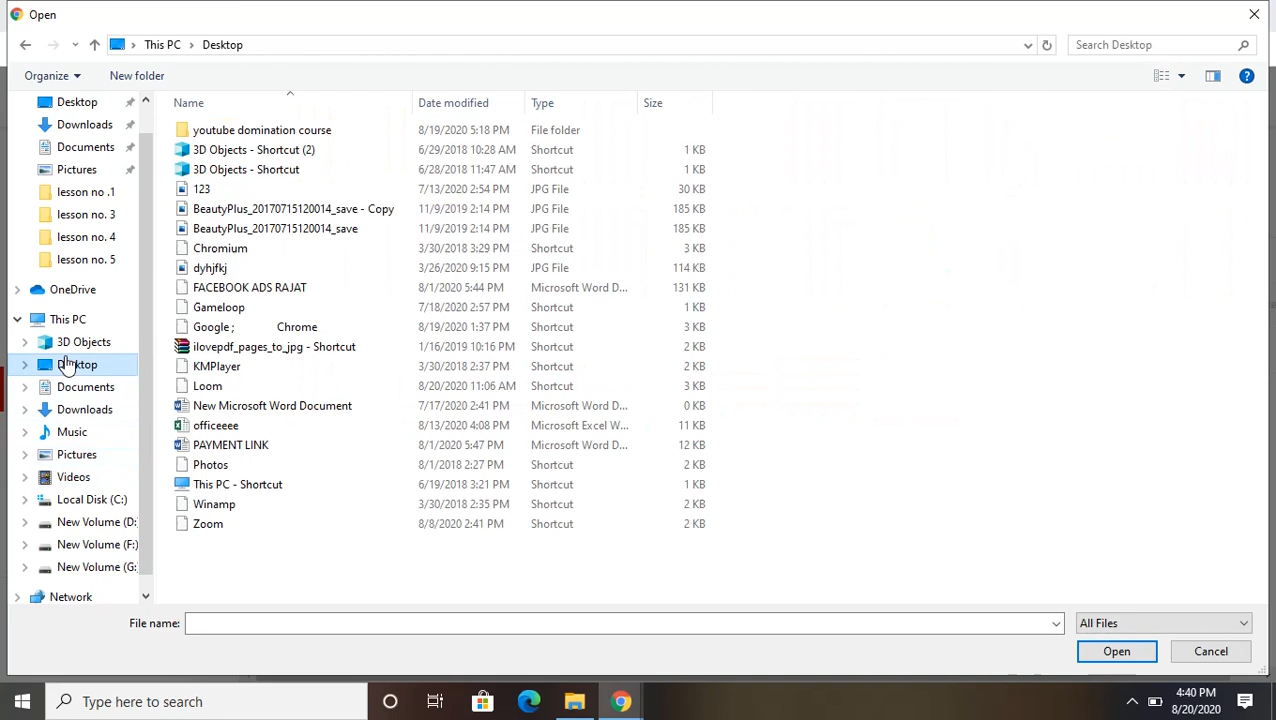 Open
This PC > Desktop
Search Desktop
Organize
New folder
Name
Date modified
Type
Size
Desktop
Downloads
Documents
Pictures
lesson no .1
lesson no. 3
lesson no. 4
lesson no. 5
OneDrive
This PC
3D Objects
Documents
Downloads
Music
Pictures
Videos
Local Disk (C:)
New Volume (D:
New Volume (F:)
New Volume (G:
Network
youtube domination course 8/19/2020 5:18 PM File folder
3D Objects - Shortcut (2) 6/29/2018 10:28 AM Shortcut 1 KB
3D Objects - Shortcut 6/28/2018 11:47 AM Shortcut 1 KB
123 7/13/2020 2:54 PM JPG File 30 KB
BeautyPlus_20170715120014_save - Copy 11/9/2019 2:14 PM JPG File 185 KB
BeautyPlus_20170715120014_save 11/9/2019 2:14 PM JPG File 185 KB
Chromium 3/30/2018 3:29 PM Shortcut 3 KB
dyhjfkj 3/26/2020 9:15 PM JPG File 114 KB
FACEBOOK ADS RAJAT 8/1/2020 5:44 PM Microsoft Word D... 131 KB
Gameloop 7/18/2020 2:57 PM Shortcut 1 KB
Google ; Chrome 8/19/2020 1:37 PM Shortcut 3 KB
ilovepdf_pages_to_jpg - Shortcut 1/16/2019 10:16 PM Shortcut 2 KB
KMPlayer 3/30/2018 2:37 PM Shortcut 2 KB
Loom 8/20/2020 11:06 AM Shortcut 3 KB
New Microsoft Word Document 7/17/2020 2:41 PM Microsoft Word D... 0 KB
officeeee 8/13/2020 4:08 PM Microsoft Excel W... 11 KB
PAYMENT LINK 8/1/2020 5:47 PM Microsoft Word D... 12 KB
Photos 8/1/2018 2:27 PM Shortcut 2 KB
This PC - Shortcut 6/19/2018 3:21 PM Shortcut 1 KB
Winamp 3/30/2018 2:35 PM Shortcut 2 KB
Zoom 8/8/2020 2:41 PM Shortcut 2 KB
File name:
All Files
Open
Cancel
Type here to search
4:40 PM
8/20/2020